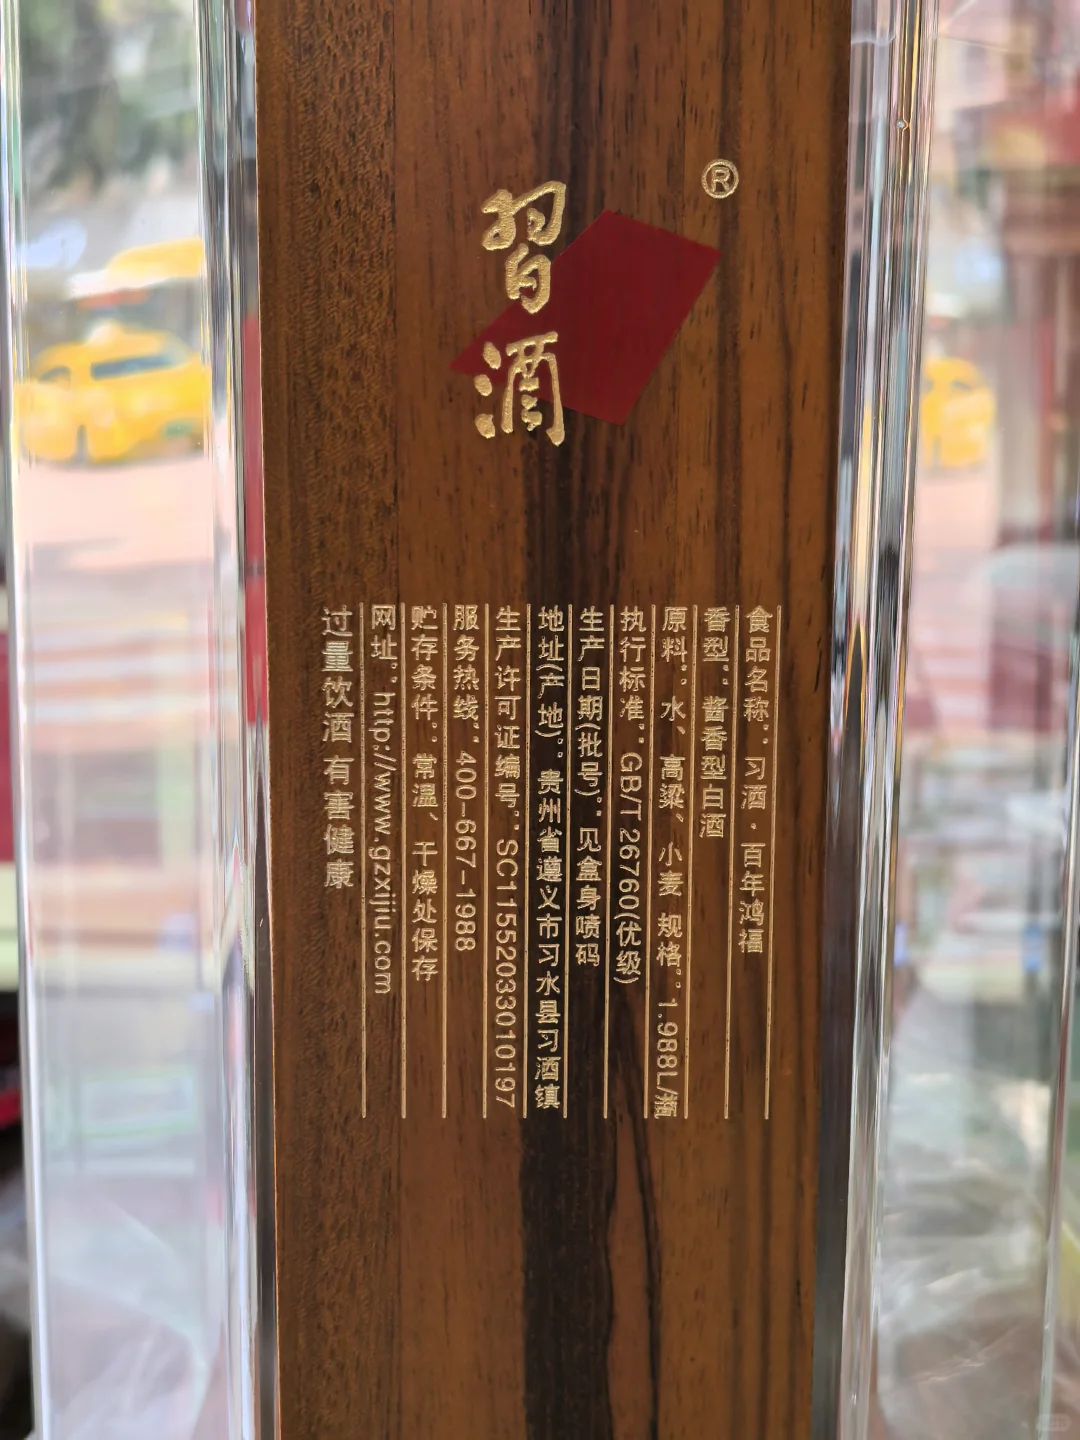 習酒
®
食品名称：习酒·百年鸿福
香型：酱香型白酒
原料：水、高粱、小麦 规格：1.988L/瓶
执行标准：GB/T 26760(优级)
生产日期(批号)：见盒身喷码
地址(产地)：贵州省遵义市习水县习酒镇
生产许可证编号：SC11552033010197
服务热线：400-667-1988
贮存条件：常温、干燥处保存
网址：http://www.gzxijiu.com
过量饮酒 有害健康